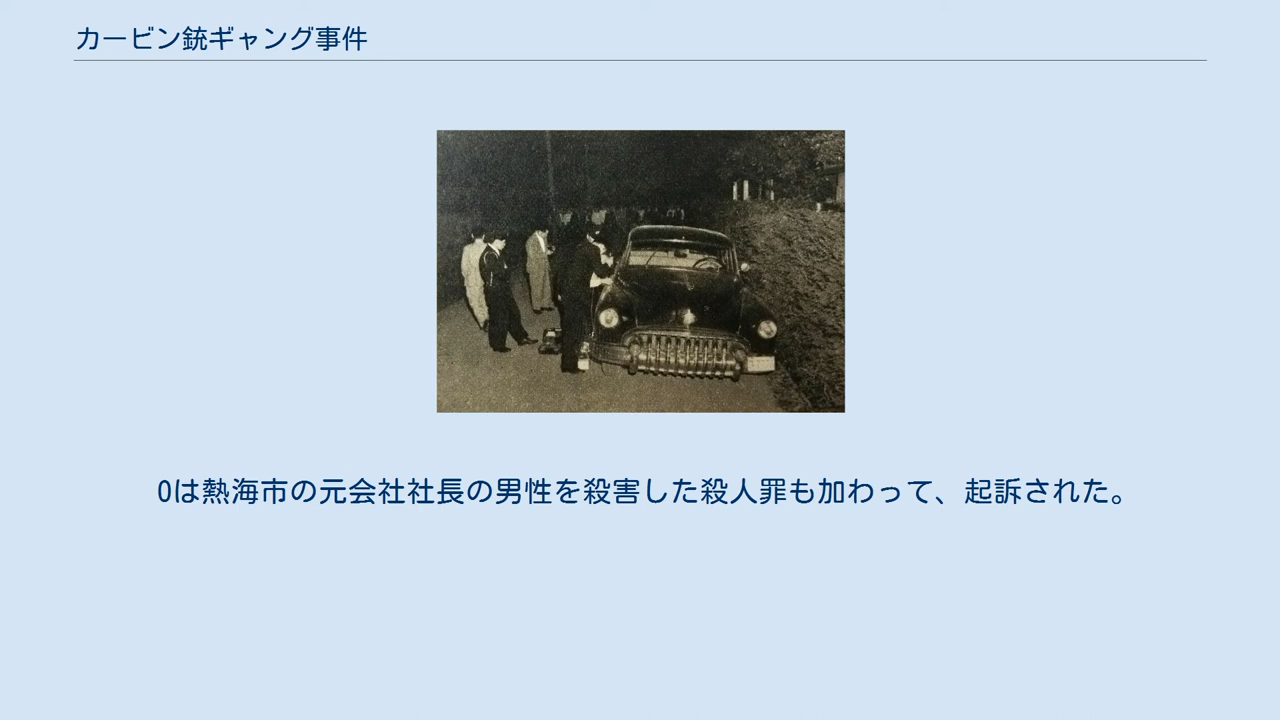 カービン銃ギャング事件
Oは熱海市の元会社社長の男性を殺害した殺人罪も加わって、起訴された。